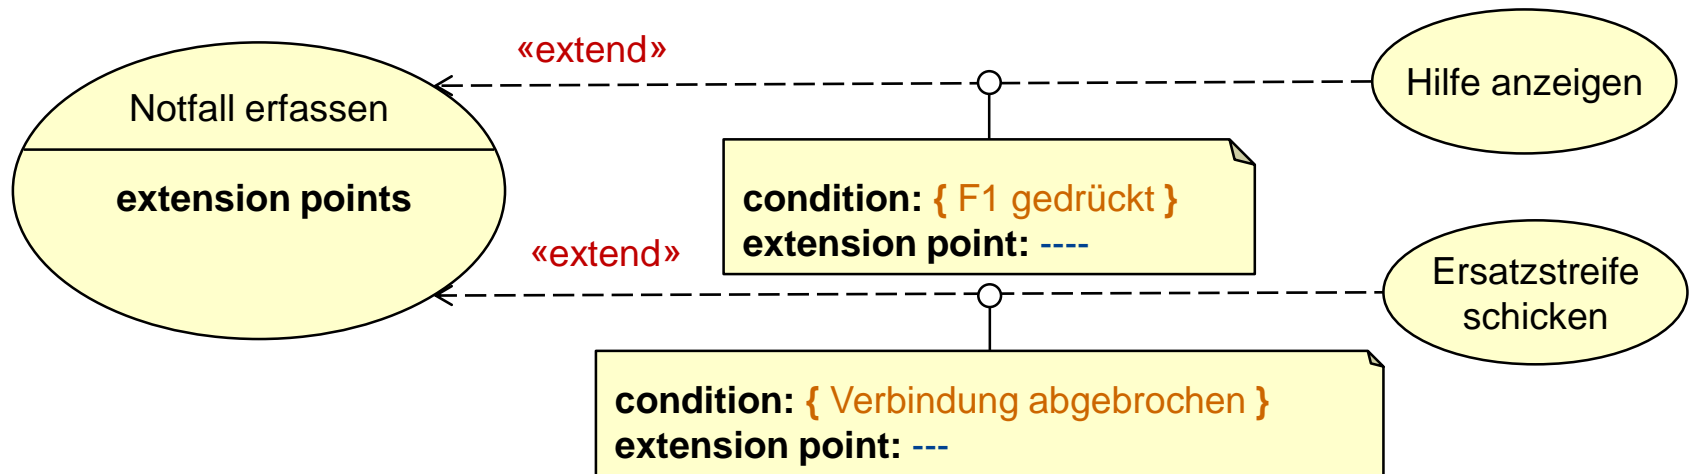 «extend»
Notfall erfassen
Hilfe anzeigen
extension points
condition: { F1 gedrückt }
extension point: ----
«extend»
Ersatzstreife
schicken
condition: { Verbindung abgebrochen }
extension point: ---